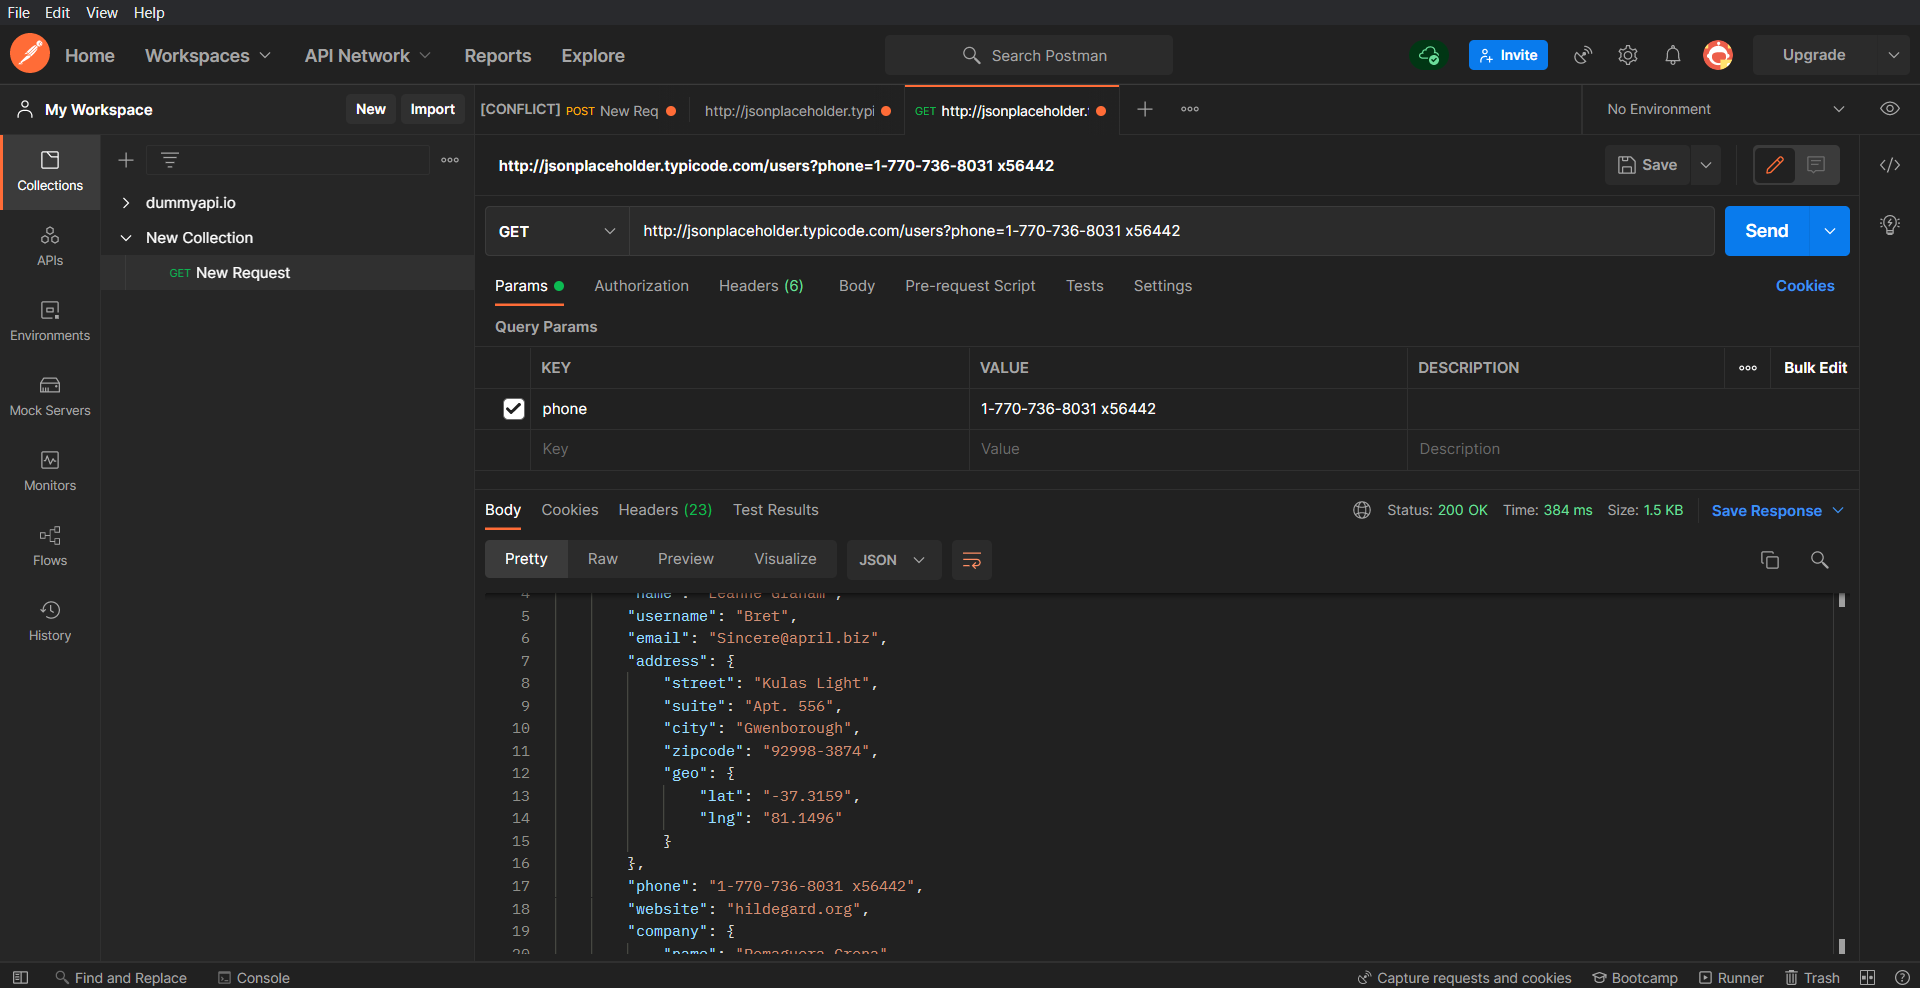 File Edit View Help
Home Workspaces API Network Reports Explore Search Postman Invite Upgrade
My Workspace New Import [CONFLICT] POST New Req http://jsonplaceholder.typi GET http://jsonplaceholder. No Environment
http://jsonplaceholder.typicode.com/users?phone=1-770-736-8031 x56442 Save
Collections
APIs
Environments
Mock Servers
Monitors
Flows
History
dummyapi.io
New Collection
GET New Request
GET http://jsonplaceholder.typicode.com/users?phone=1-770-736-8031 x56442 Send
Params Authorization Headers (6) Body Pre-request Script Tests Settings Cookies
Query Params
KEY VALUE DESCRIPTION Bulk Edit
phone 1-770-736-8031 x56442
Key Value Description
Body Cookies Headers (23) Test Results Status: 200 OK Time: 384 ms Size: 1.5 KB Save Response
Pretty Raw Preview Visualize JSON
4 "name": "Leanne Graham",
5 "username": "Bret",
6 "email": "Sincere@april.biz",
7 "address": {
8 "street": "Kulas Light",
9 "suite": "Apt. 556",
10 "city": "Gwenborough",
11 "zipcode": "92998-3874",
12 "geo": {
13 "lat": "-37.3159",
14 "lng": "81.1496"
15 }
16 },
17 "phone": "1-770-736-8031 x56442",
18 "website": "hildegard.org",
19 "company": {
20 "name": "Romaguera-Crona"
Find and Replace Console Capture requests and cookies Bootcamp Runner Trash